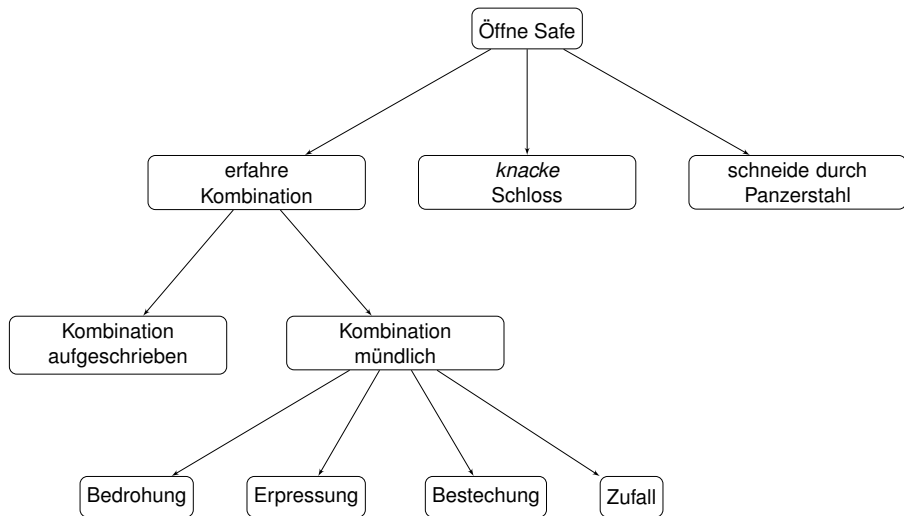 Öffne Safe
erfahre
Kombination
knacke
Schloss
schneide durch
Panzerstahl
Kombination
aufgeschrieben
Kombination
mündlich
Bedrohung
Erpressung
Bestechung
Zufall